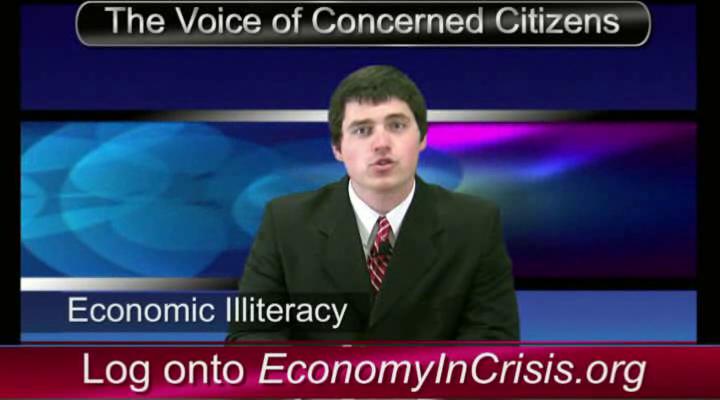 The Voice of Concerned Citizens
Economic Illiteracy
Log onto EconomyInCrisis.org